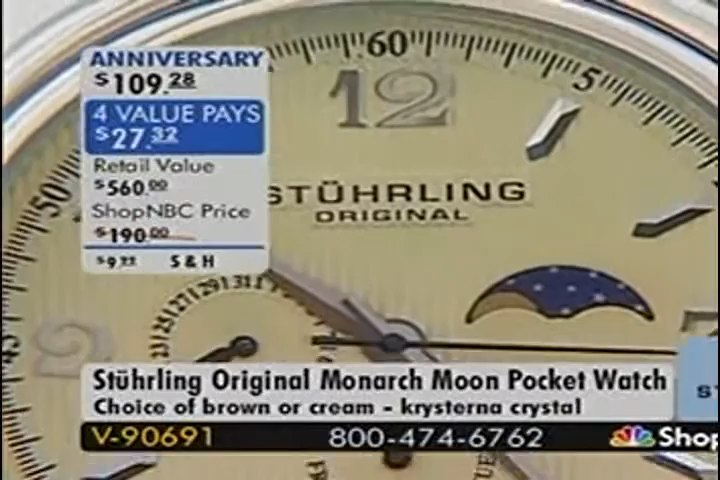 60
12
5
ANNIVERSARY
$109.28
4 VALUE PAYS
$27.32
Retail Value
$560.00
ShopNBC Price
$190.00
S & H
50
STÜHRLING
ORIGINAL
9
45
Stührling Original Monarch Moon Pocket Watch
Choice of brown or cream - krysterna crystal
V-90691
800-474-6762
Shop